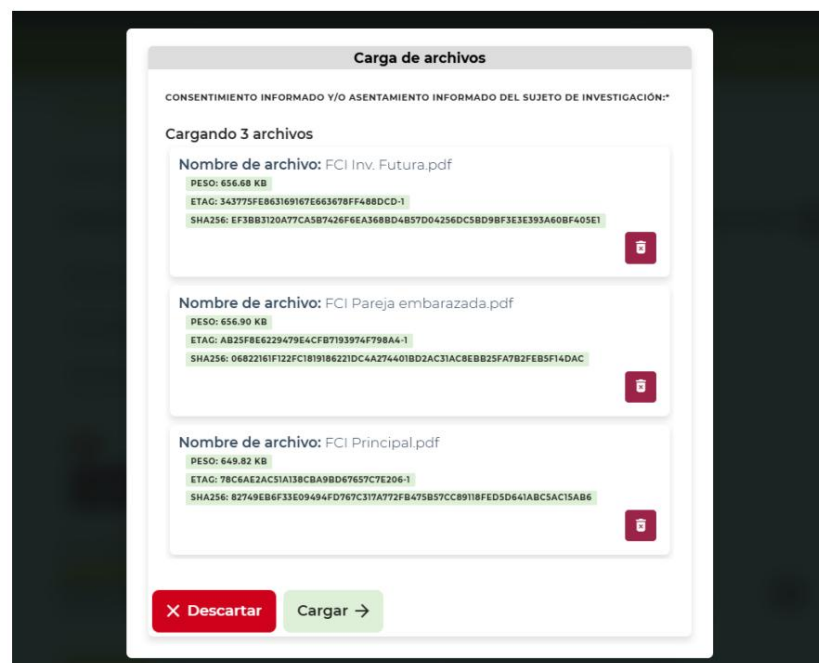 Carga de archivos
CONSENTIMIENTO INFORMADO Y/O ASENTAMIENTO INFORMADO DEL SUJETO DE INVESTIGACIÓN:*
Cargando 3 archivos
Nombre de archivo: FCI Inv. Futura.pdf
PESO: 656.68 KB
ETAG: 343775FE863169167E663678FF488DCD-1
SHA256: EF3BB3120A77CA5B7426F6EA368BD4B57D04256DC5BD9BF3E3E393A60BF405E1
Nombre de archivo: FCI Pareja embarazada.pdf
PESO: 656.90 KB
ETAG: AB25F8E6229479E4CFB7193974F798A4-1
SHA256: 06822161F122FC1819186221DC4A274401BD2AC31AC8EBB25FA7B2FEB5F14DAC
Nombre de archivo: FCI Principal.pdf
PESO: 649.82 KB
ETAG: 78C6AE2AC51A138CBA9BD67657C7E206-1
SHA256: 82749EB6F33E09494FD767C317A772FB475B57CC89118FED5D641ABC5AC15AB6
Descartar
Cargar